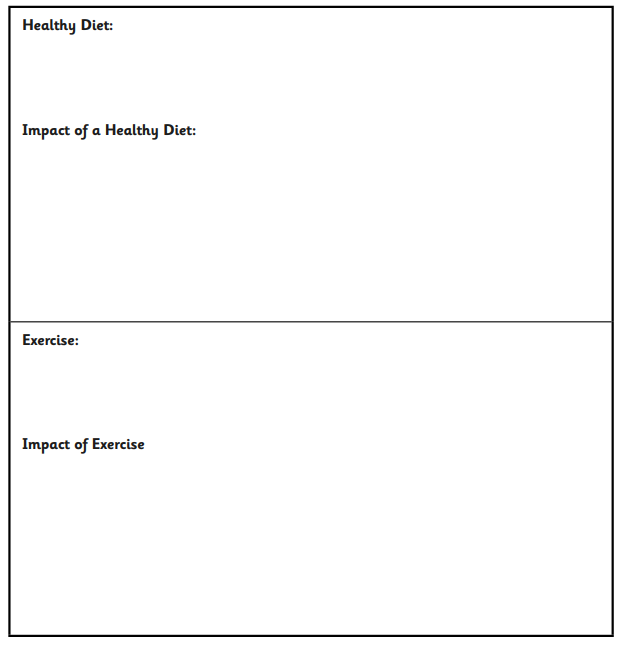 Healthy Diet:
Impact of a Healthy Diet:
Exercise:
Impact of Exercise